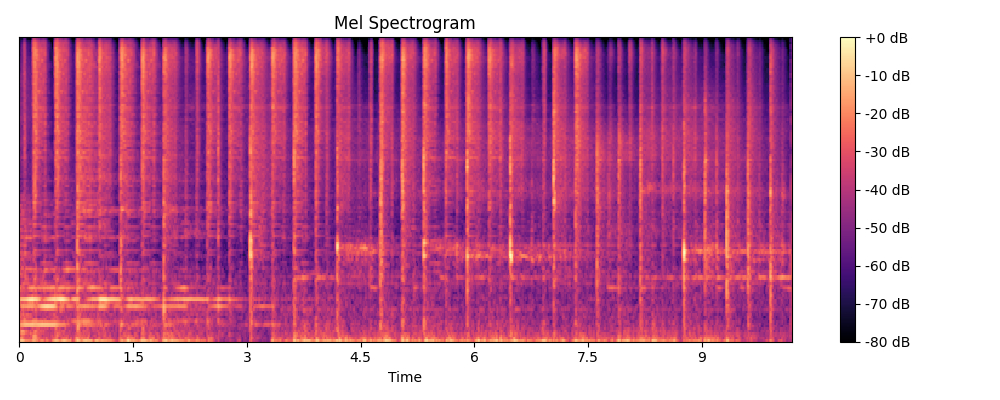 Mel Spectrogram
+0 dB
-10 dB
-20 dB
-30 dB
-40 dB
-50 dB
-60 dB
-70 dB
-80 dB
0 1.5 3 4.5 6 7.5 9
Time